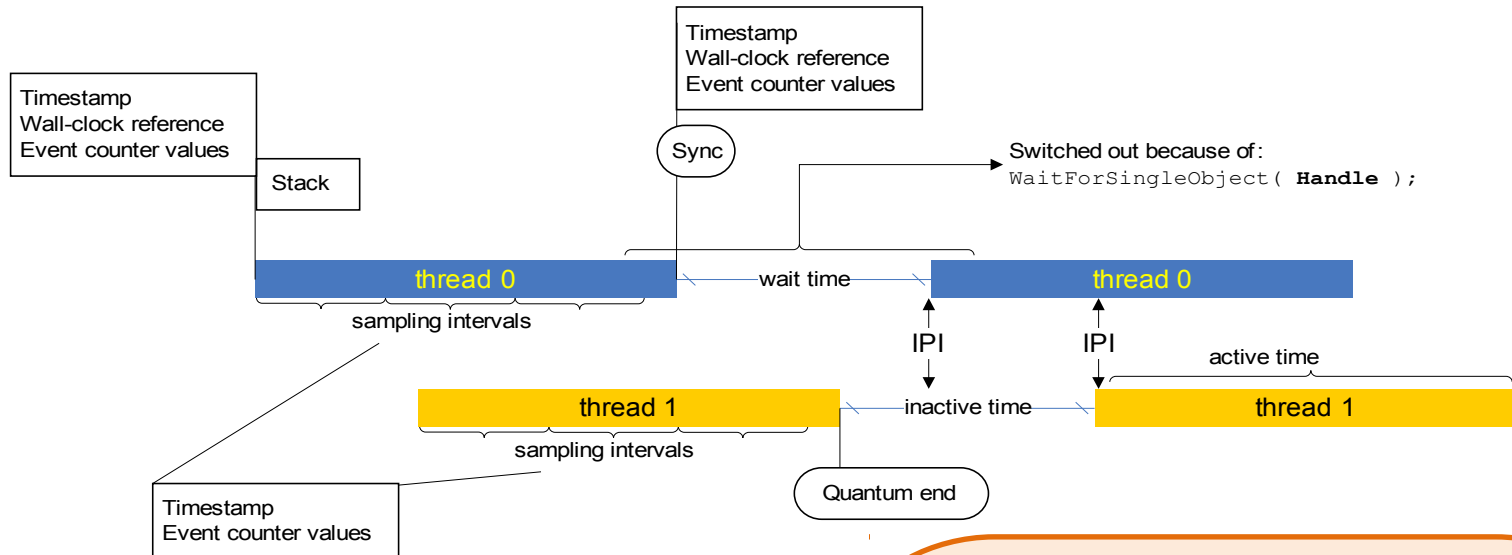 Timestamp
Wall-clock reference
Event counter values
Timestamp
Wall-clock reference
Event counter values
Stack
Sync
Switched out because of:
WaitForSingleObject( Handle );
thread 0
wait time
thread 0
sampling intervals
IPI
IPI
active time
thread 1
inactive time
thread 1
sampling intervals
Timestamp
Event counter values
Quantum end